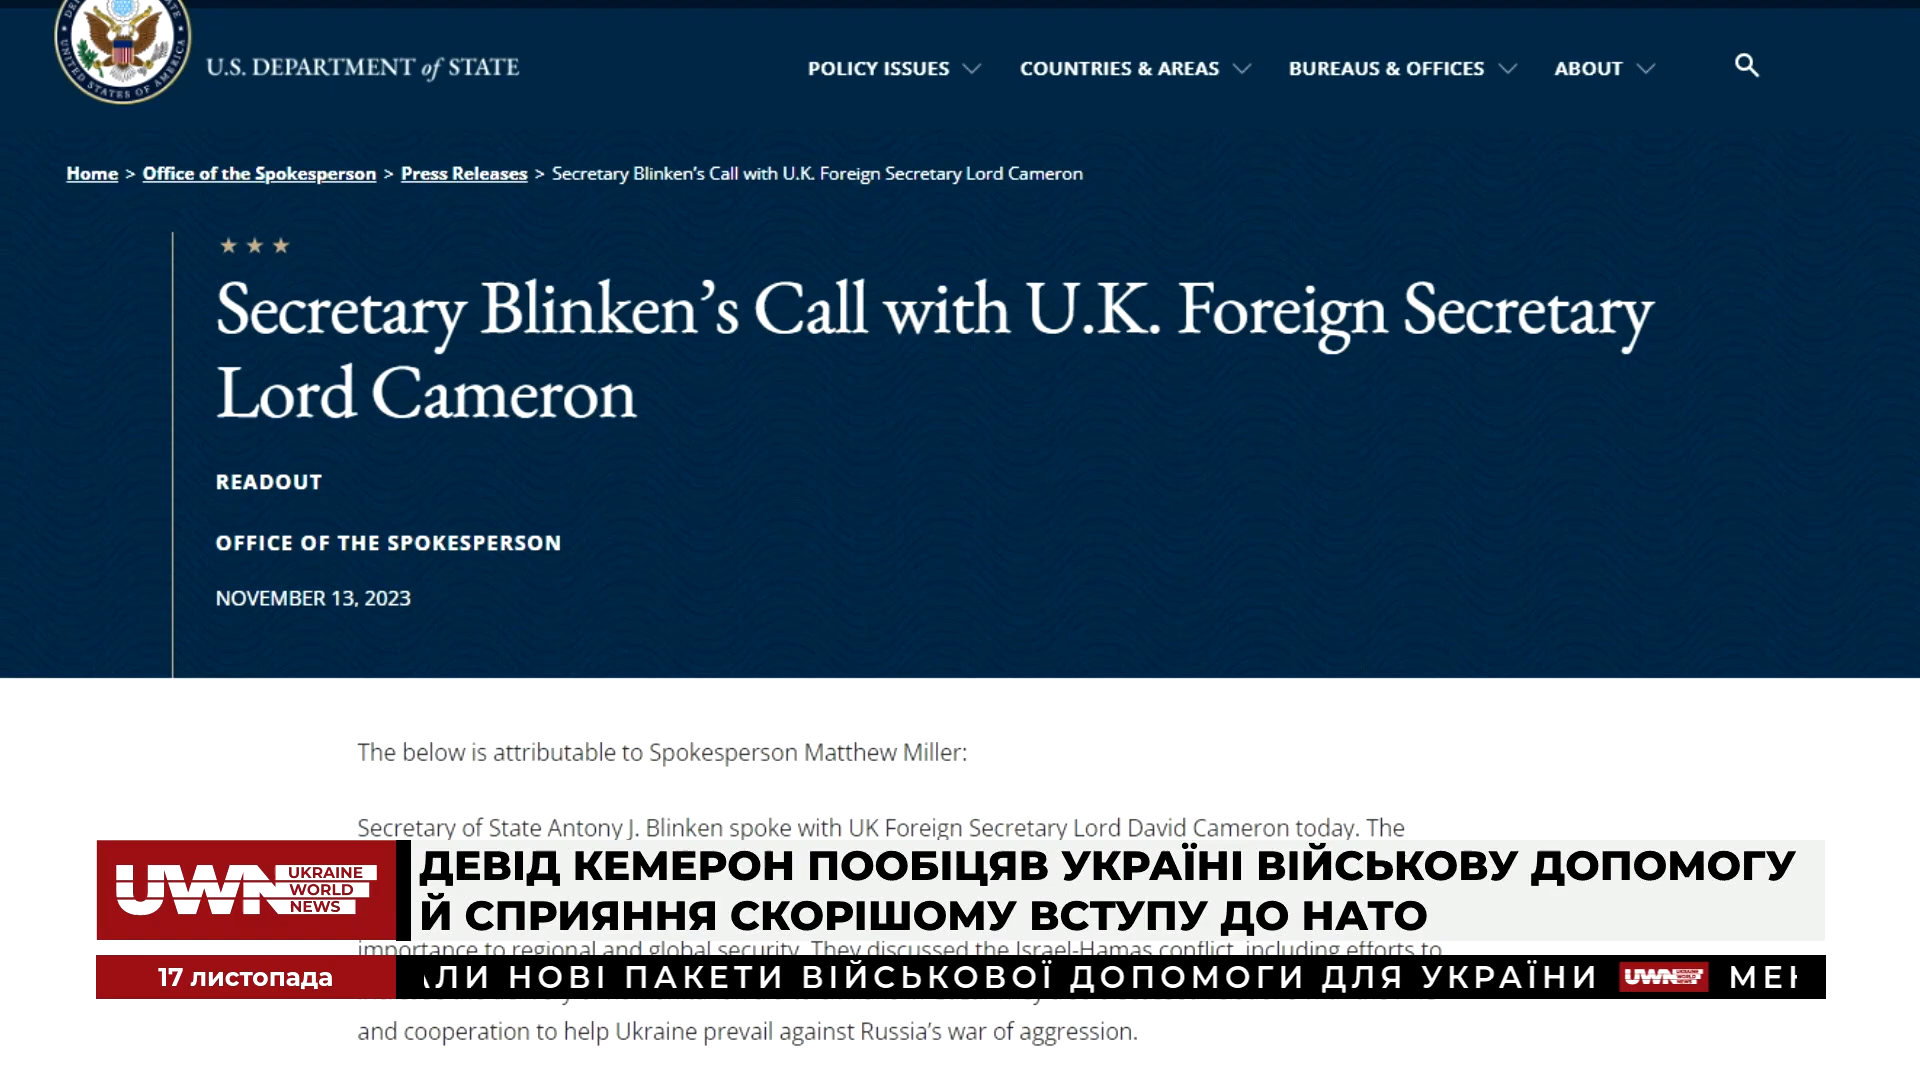 U.S. DEPARTMENT of STATE
POLICY ISSUES
COUNTRIES & AREAS
BUREAUS & OFFICES
ABOUT
Home > Office of the Spokesperson > Press Releases > Secretary Blinken’s Call with U.K. Foreign Secretary Lord Cameron
Secretary Blinken’s Call with U.K. Foreign Secretary
Lord Cameron
READOUT
OFFICE OF THE SPOKESPERSON
NOVEMBER 13, 2023
The below is attributable to Spokesperson Matthew Miller:
Secretary of State Antony J. Blinken spoke with UK Foreign Secretary Lord David Cameron today. The
UWN UKRAINE WORLD NEWS
ДЕВІД КЕМЕРОН ПООБІЦЯВ УКРАЇНІ ВІЙСЬКОВУ ДОПОМОГУ
Й СПРИЯННЯ СКОРІШОМУ ВСТУПУ ДО НАТО
importance to regional and global security. They discussed the Israel-Hamas conflict, including efforts to
17 листопада
АЛИ НОВІ ПАКЕТИ ВІЙСЬКОВОЇ ДОПОМОГИ ДЛЯ УКРАЇНИ UWN
and cooperation to help Ukraine prevail against Russia’s war of aggression.